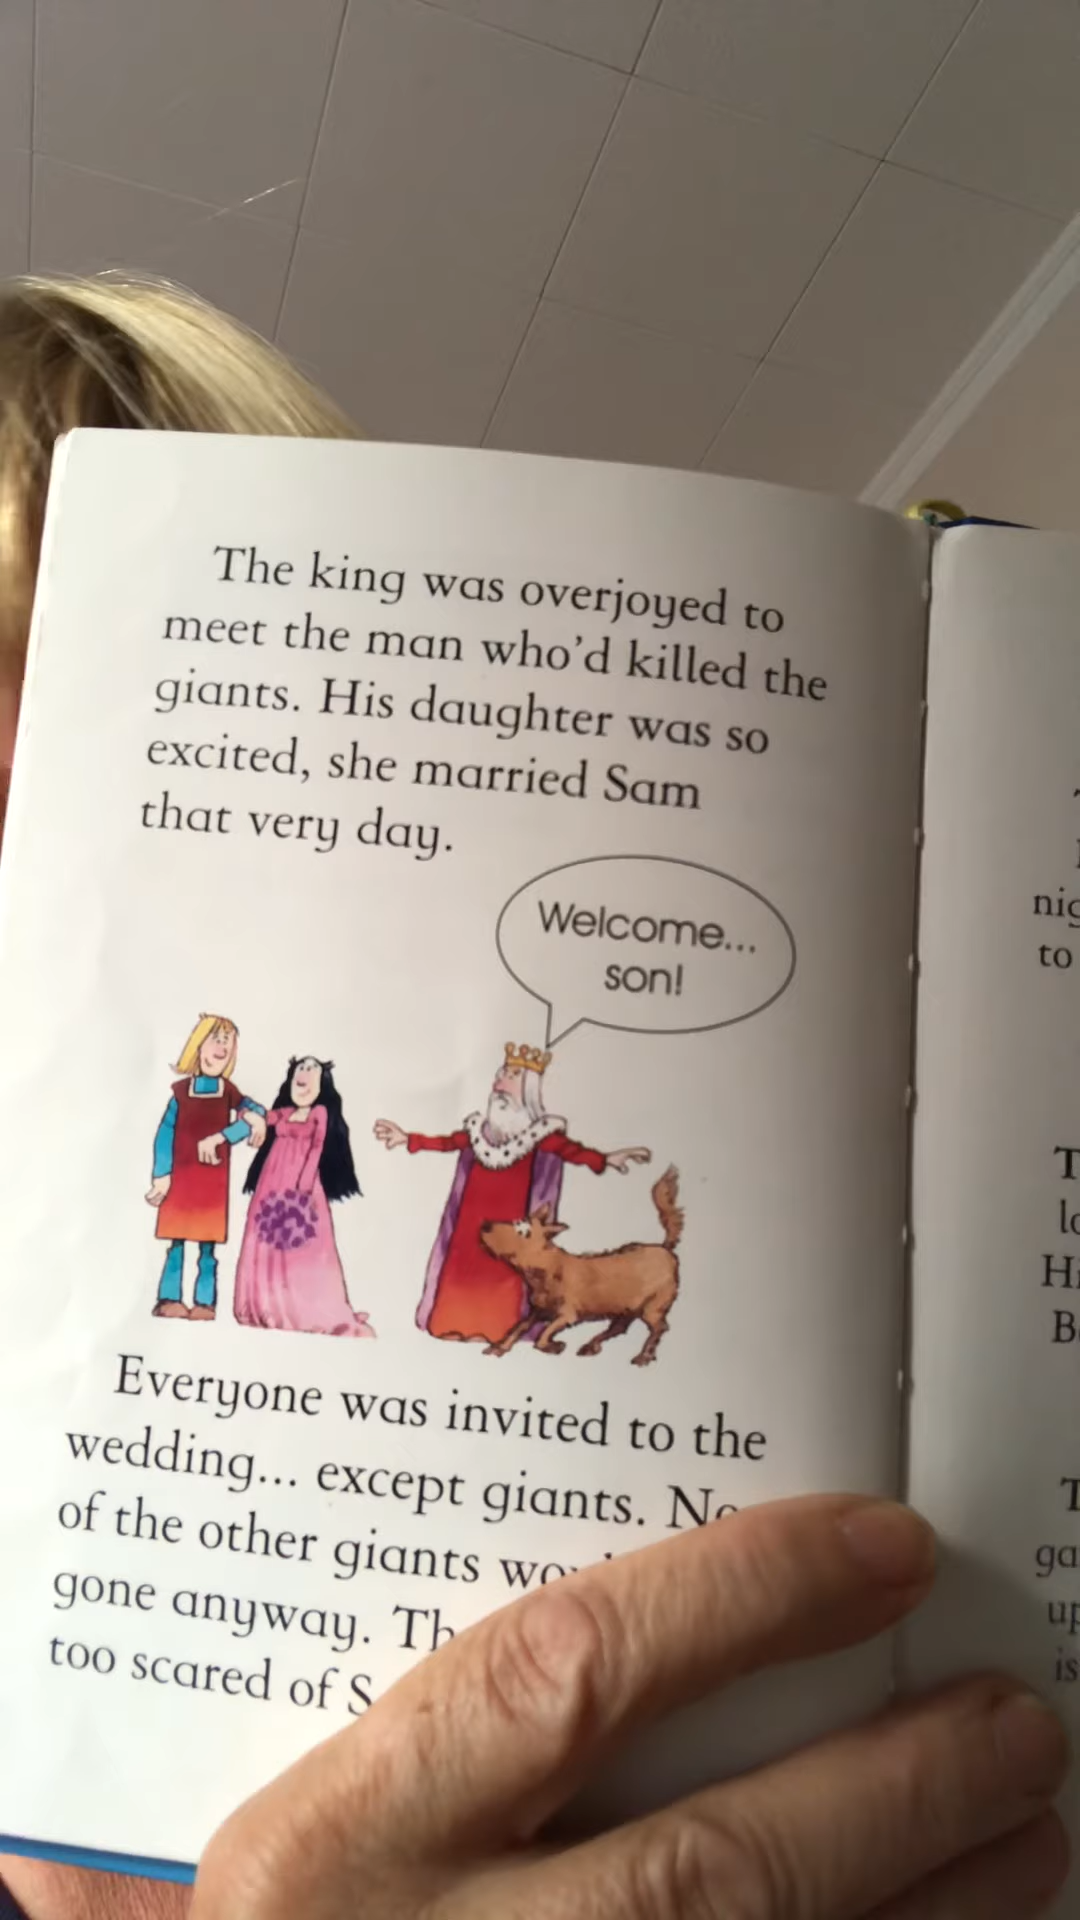 The king was overjoyed to
meet the man who'd killed the
giants. His daughter was so
excited, she married Sam
that very day.
Welcome...
son!
Everyone was invited to the
wedding... except giants.
of the other giants
gone anyway.
too scared of
to
is